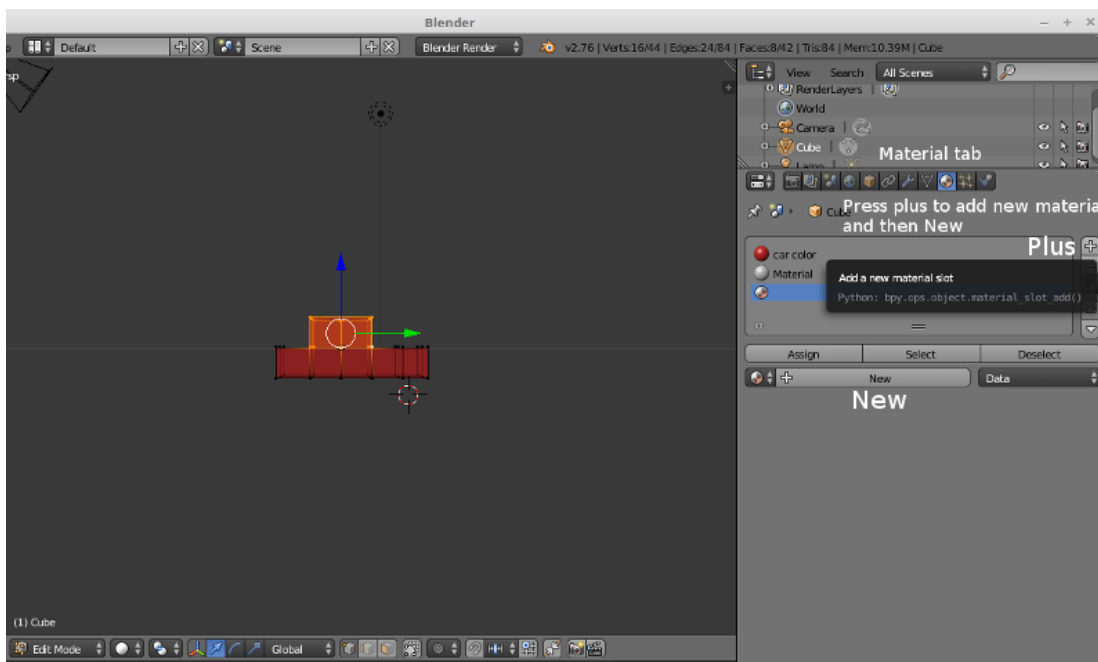 Blender
Default
Scene
Blender Render
v2.76 | Verts:16/44 | Edges:24/84 | Faces:8/42 | Tris:84 | Mem:10.39M | Cube
sp
View Search All Scenes
RenderLayers |
World
Camera |
Cube |
Lamp |
Material tab
Cube
Press plus to add new materia
and then New
Plus
car color
Material
Add a new material slot
Python: bpy.ops.object.material_slot_add()
Assign Select Deselect
New Data
New
(1) Cube
Edit Mode Global